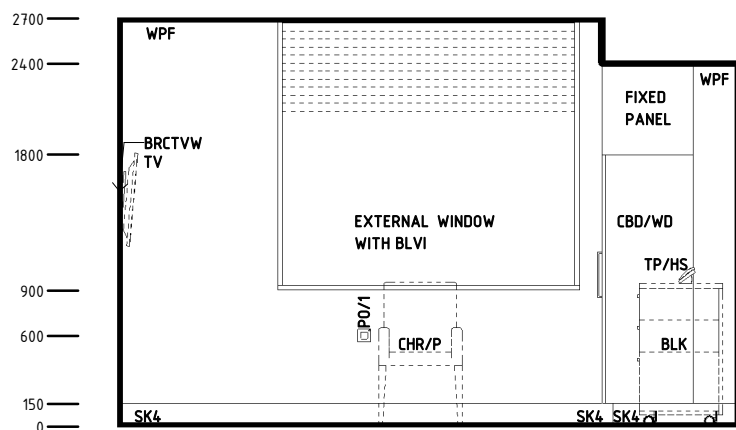 2700
WPF
2400
WPF
FIXED
PANEL
BRCTVW
TV
1800
EXTERNAL WINDOW
WITH BLVI
CBD/WD
TP/HS
900
PO/1
600
CHR/P
BLK
150
SK4
SK4
SK4
0